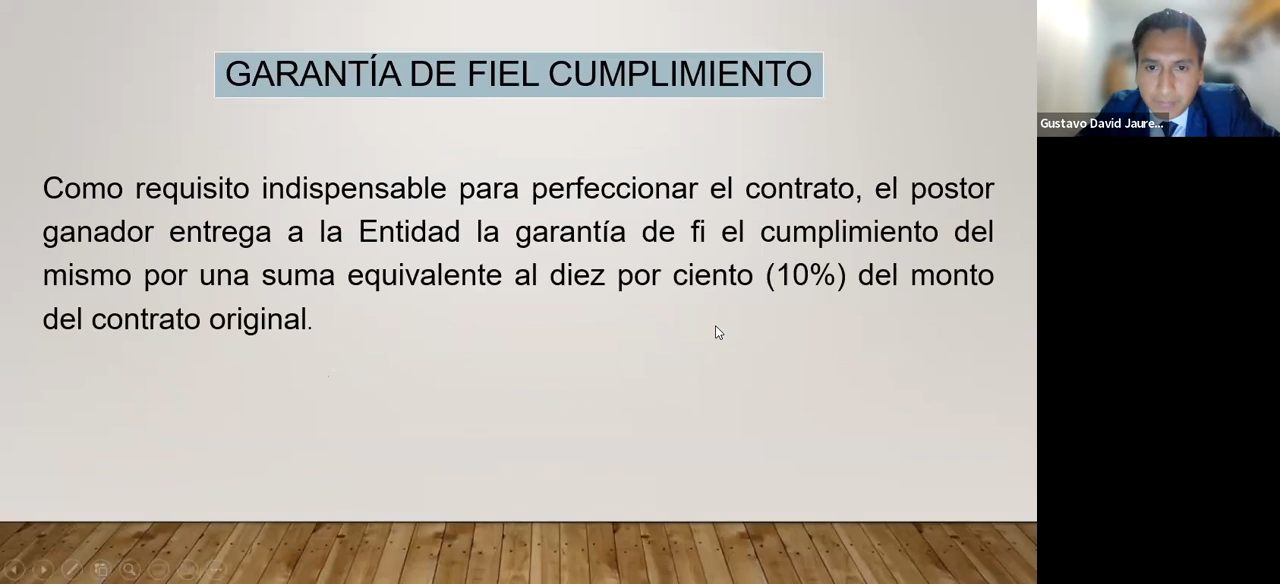 GARANTÍA DE FIEL CUMPLIMIENTO
Como requisito indispensable para perfeccionar el contrato, el postor
ganador entrega a la Entidad la garantía de fi el cumplimiento del
mismo por una suma equivalente al diez por ciento (10%) del monto
del contrato original.
Gustavo David Jaure...